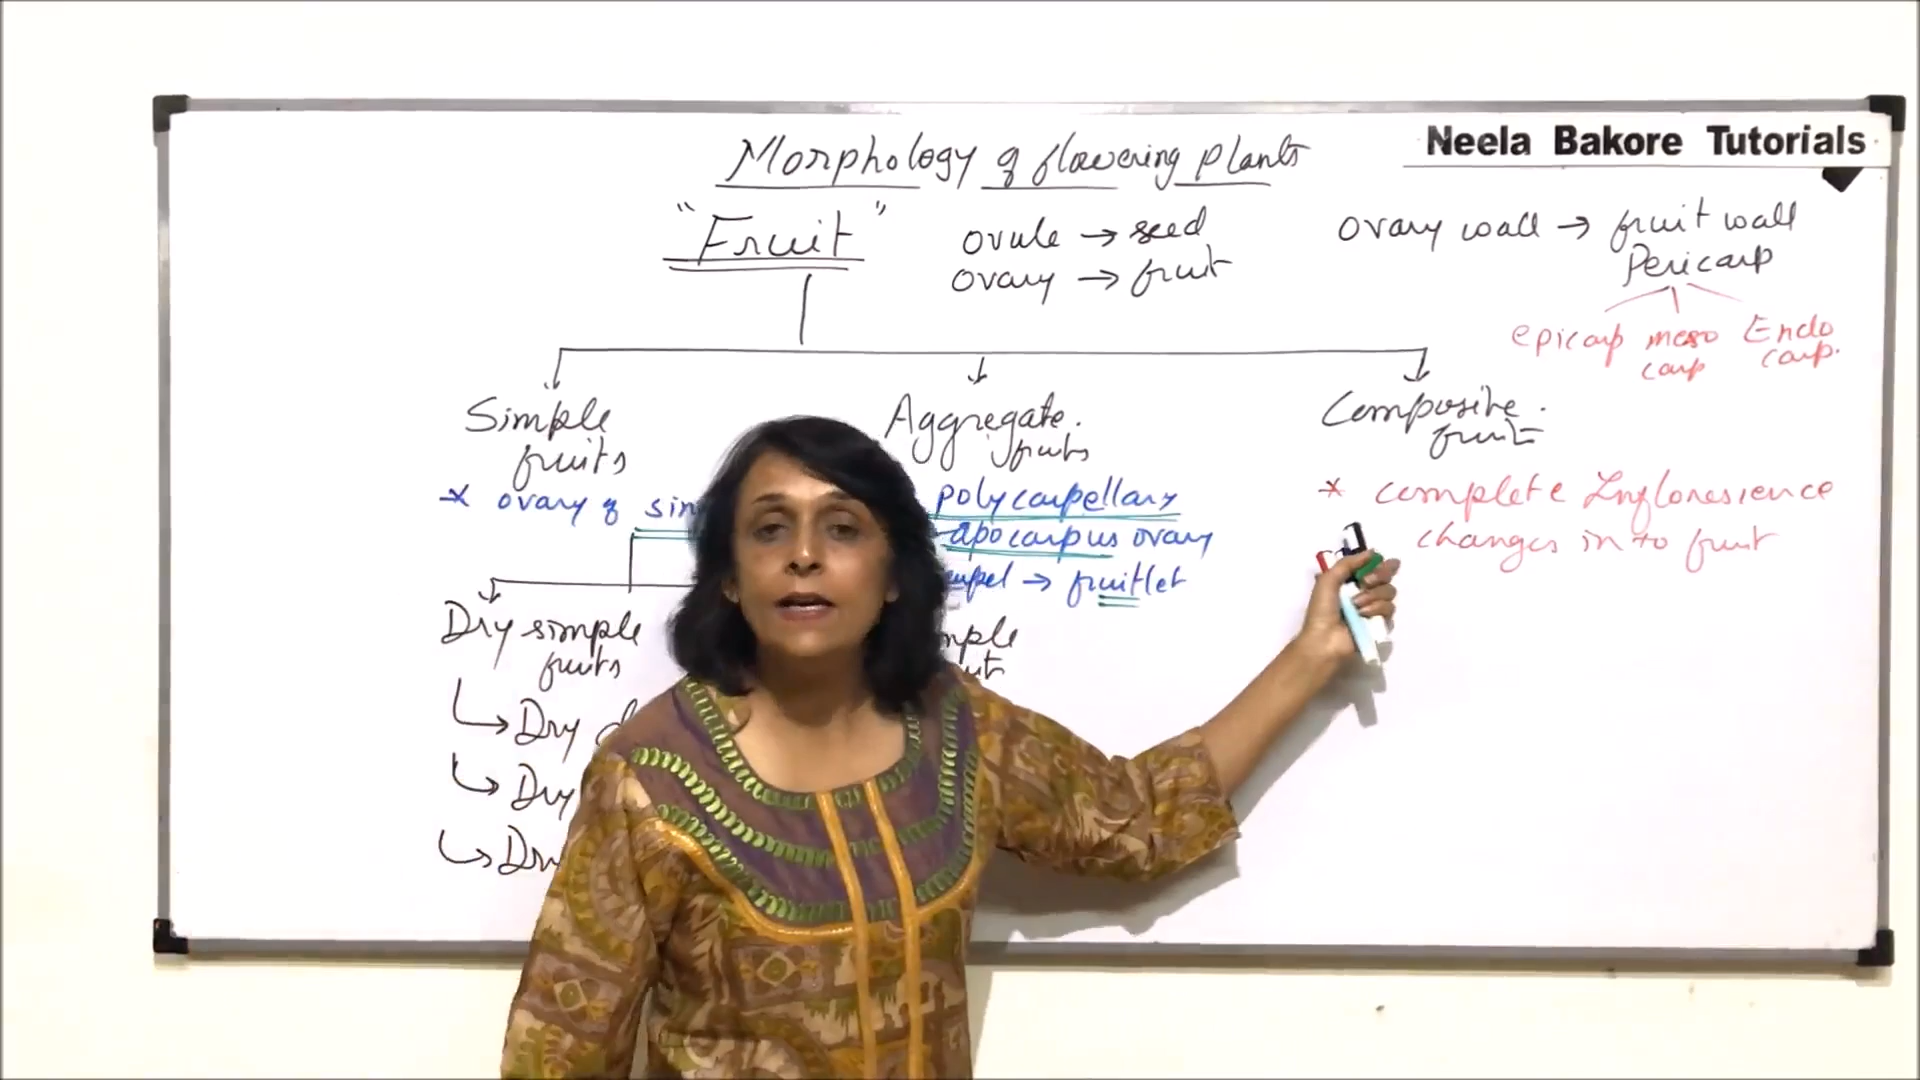 Neela Bakore Tutorials
Morphology of flowering plants
"Fruit"
ovule → seed
ovary → fruit
ovary wall → fruit wall
Pericarp
epicarp meso Endo
carp carp.
Simple
fruits
Aggregate.
fruits
Composite.
fruit
* ovary of
polycarpellary
apocarpus ovary
→ fruitlet
* complete Infloresience
changes in to fruit
Dry simple
fruits
↳ Dry
↳ Dry
↳ Dry